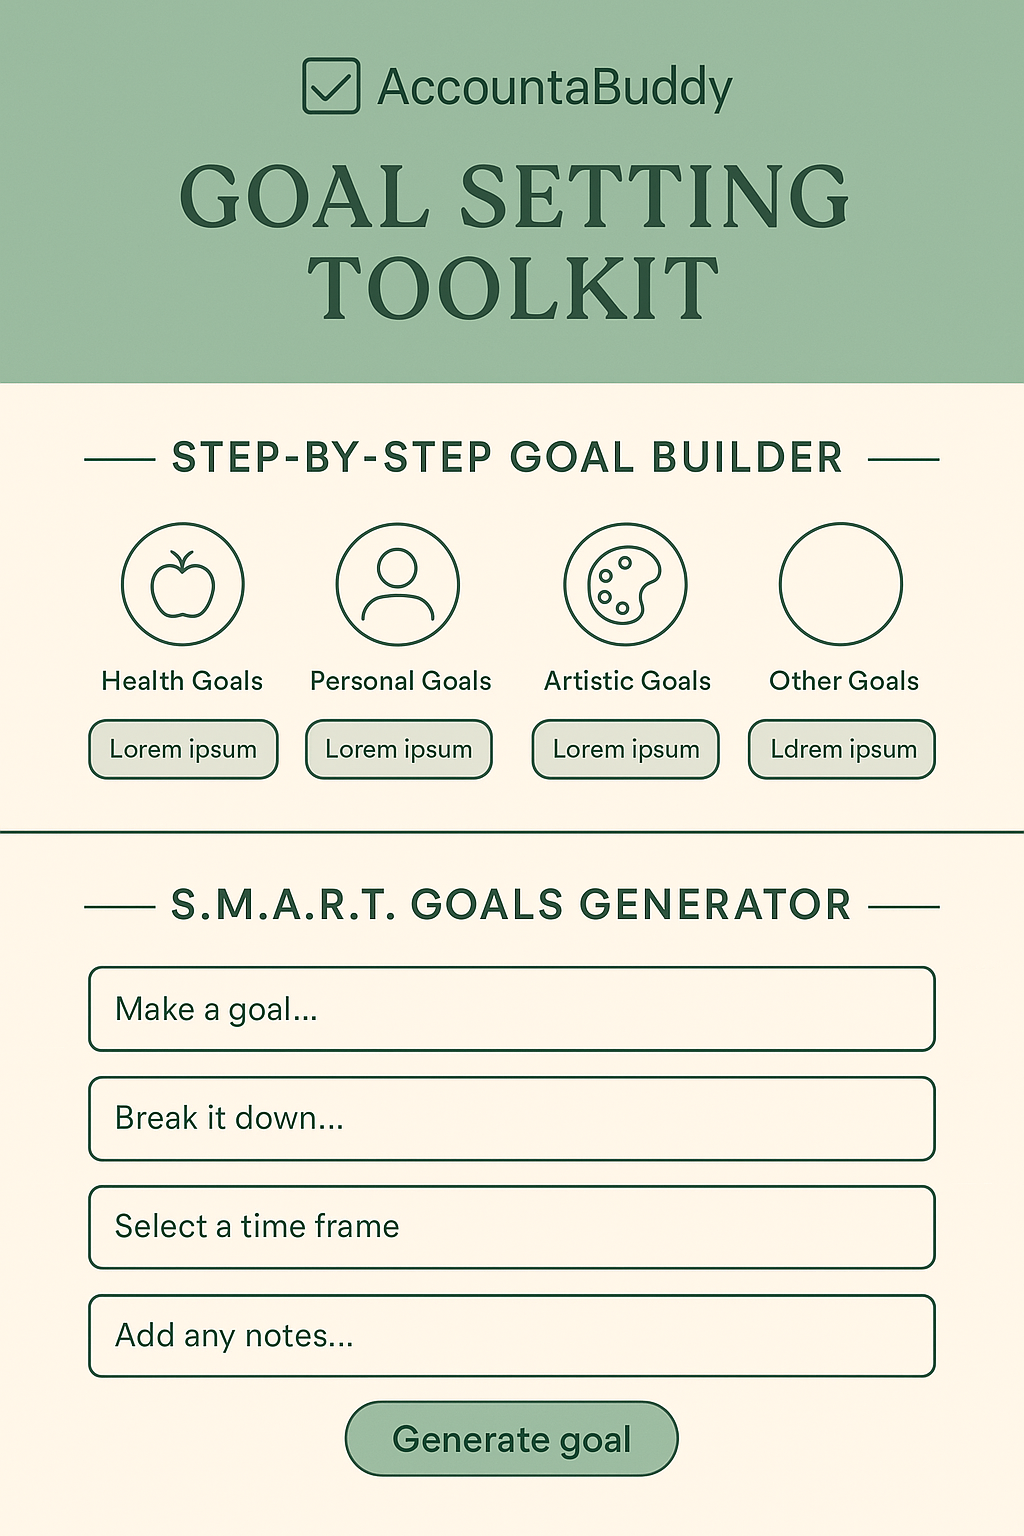 AccountaBuddy
GOAL SETTING
TOOLKIT
STEP-BY-STEP GOAL BUILDER
Health Goals
Personal Goals
Artistic Goals
Other Goals
Lorem ipsum
Lorem ipsum
Lorem ipsum
Ldrem ipsum
S.M.A.R.T. GOALS GENERATOR
Make a goal...
Break it down...
Select a time frame
Add any notes...
Generate goal